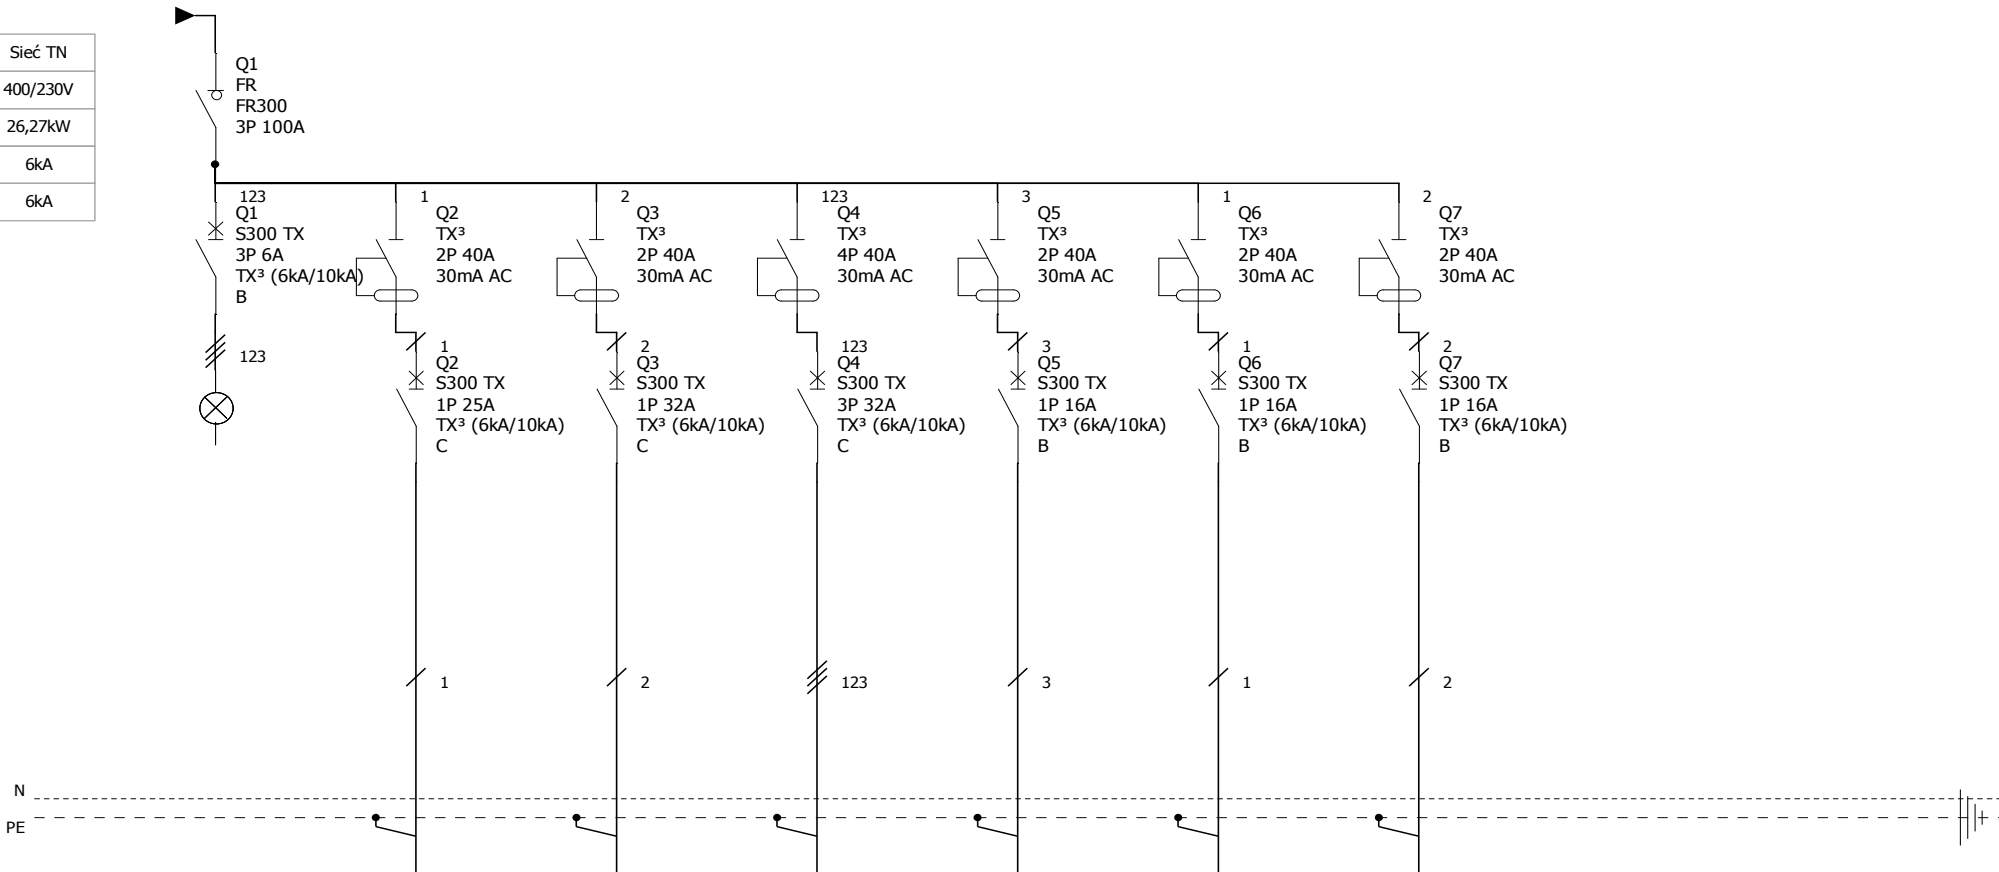 Sieć TN
400/230V
26,27kW
6kA
6kA
Q1
FR
FR300
3P 100A
123
Q1
S300 TX
3P 6A
TX³ (6kA/10kA)
B
123
1
Q2
TX³
2P 40A
30mA AC
1
Q2
S300 TX
1P 25A
TX³ (6kA/10kA)
C
1
2
Q3
TX³
2P 40A
30mA AC
2
Q3
S300 TX
1P 32A
TX³ (6kA/10kA)
C
2
123
Q4
TX³
4P 40A
30mA AC
123
Q4
S300 TX
3P 32A
TX³ (6kA/10kA)
C
123
3
Q5
TX³
2P 40A
30mA AC
3
Q5
S300 TX
1P 16A
TX³ (6kA/10kA)
B
3
1
Q6
TX³
2P 40A
30mA AC
1
Q6
S300 TX
1P 16A
TX³ (6kA/10kA)
B
1
2
Q7
TX³
2P 40A
30mA AC
2
Q7
S300 TX
1P 16A
TX³ (6kA/10kA)
B
2
N
PE